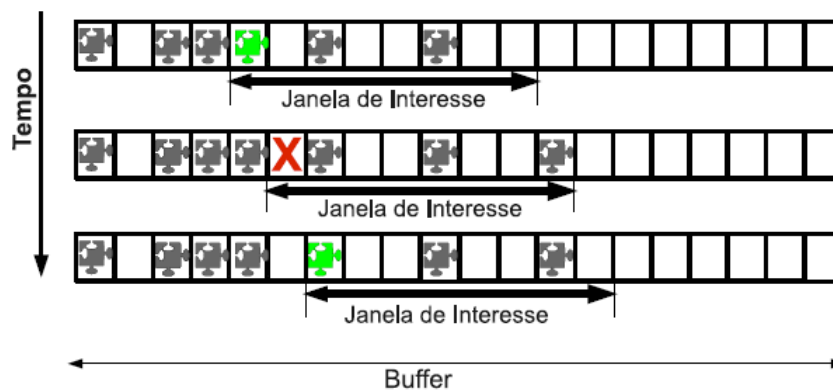 Tempo
Janela de Interesse
X
Janela de Interesse
Janela de Interesse
Buffer